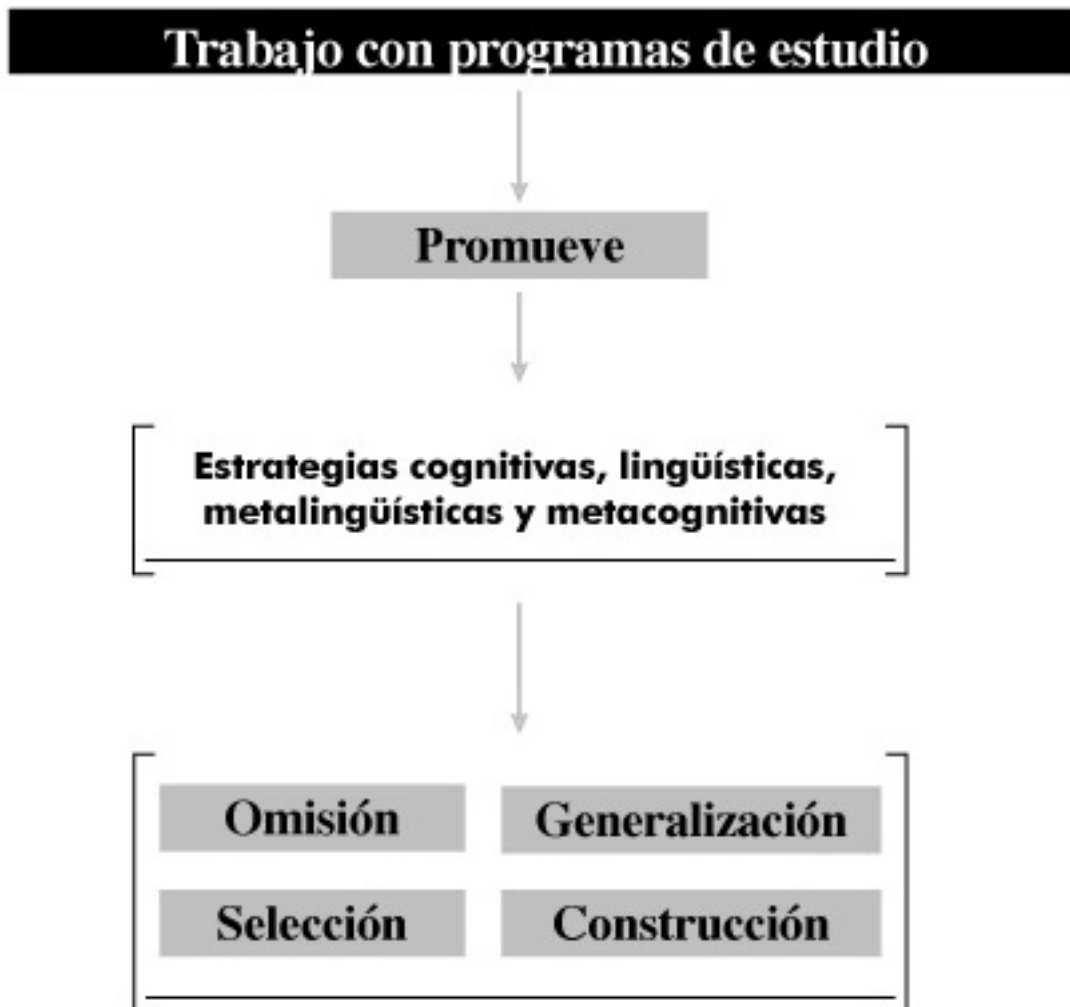 Trabajo con programas de estudio
Promueve
Estrategias cognitivas, lingüísticas,
metalingüísticas y metacognitivas
Omisión Generalización
Selección Construcción